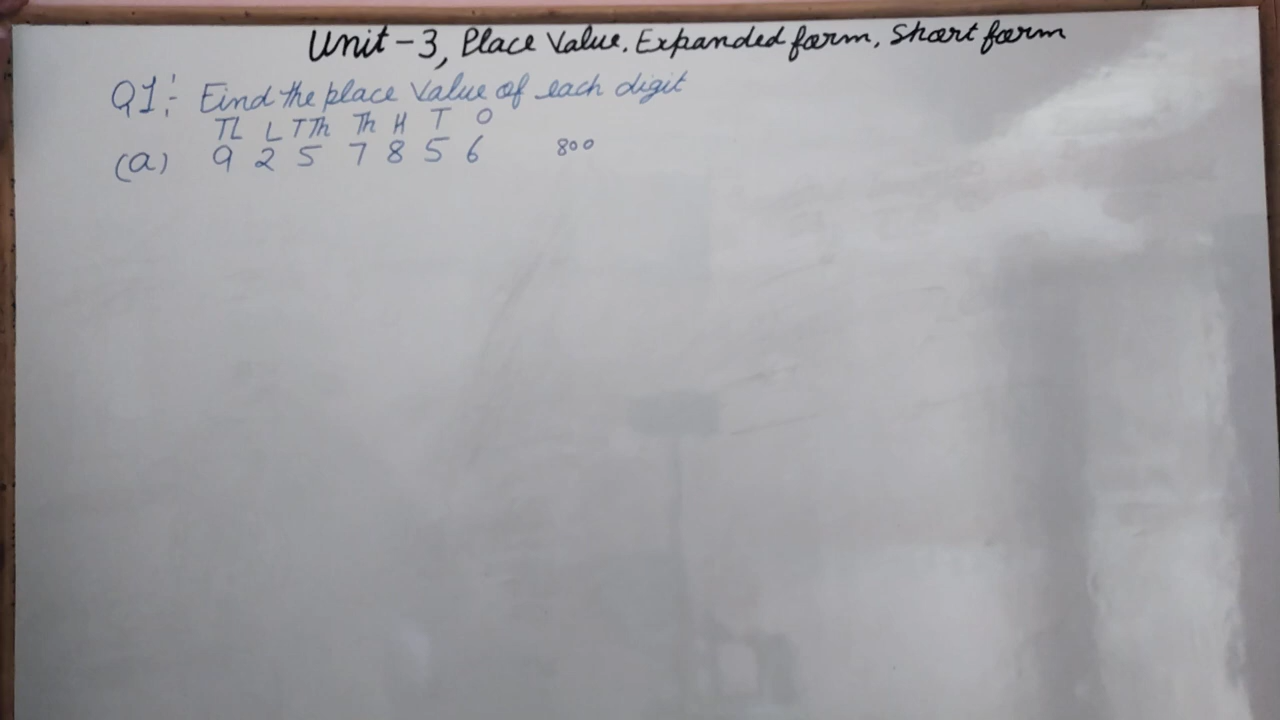 Unit-3, Place Value, Expanded form, Short form
Q1:- Find the place value of each digit
TL L TTh Th H T O
(a) 9 2 5 7 8 5 6 800